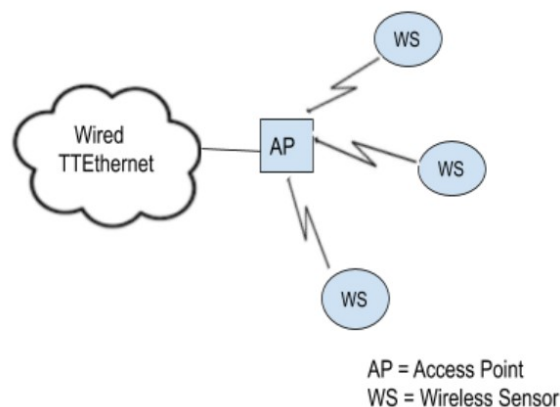 WS
Wired
TTEthernet
AP
WS
WS
AP = Access Point
WS = Wireless Sensor